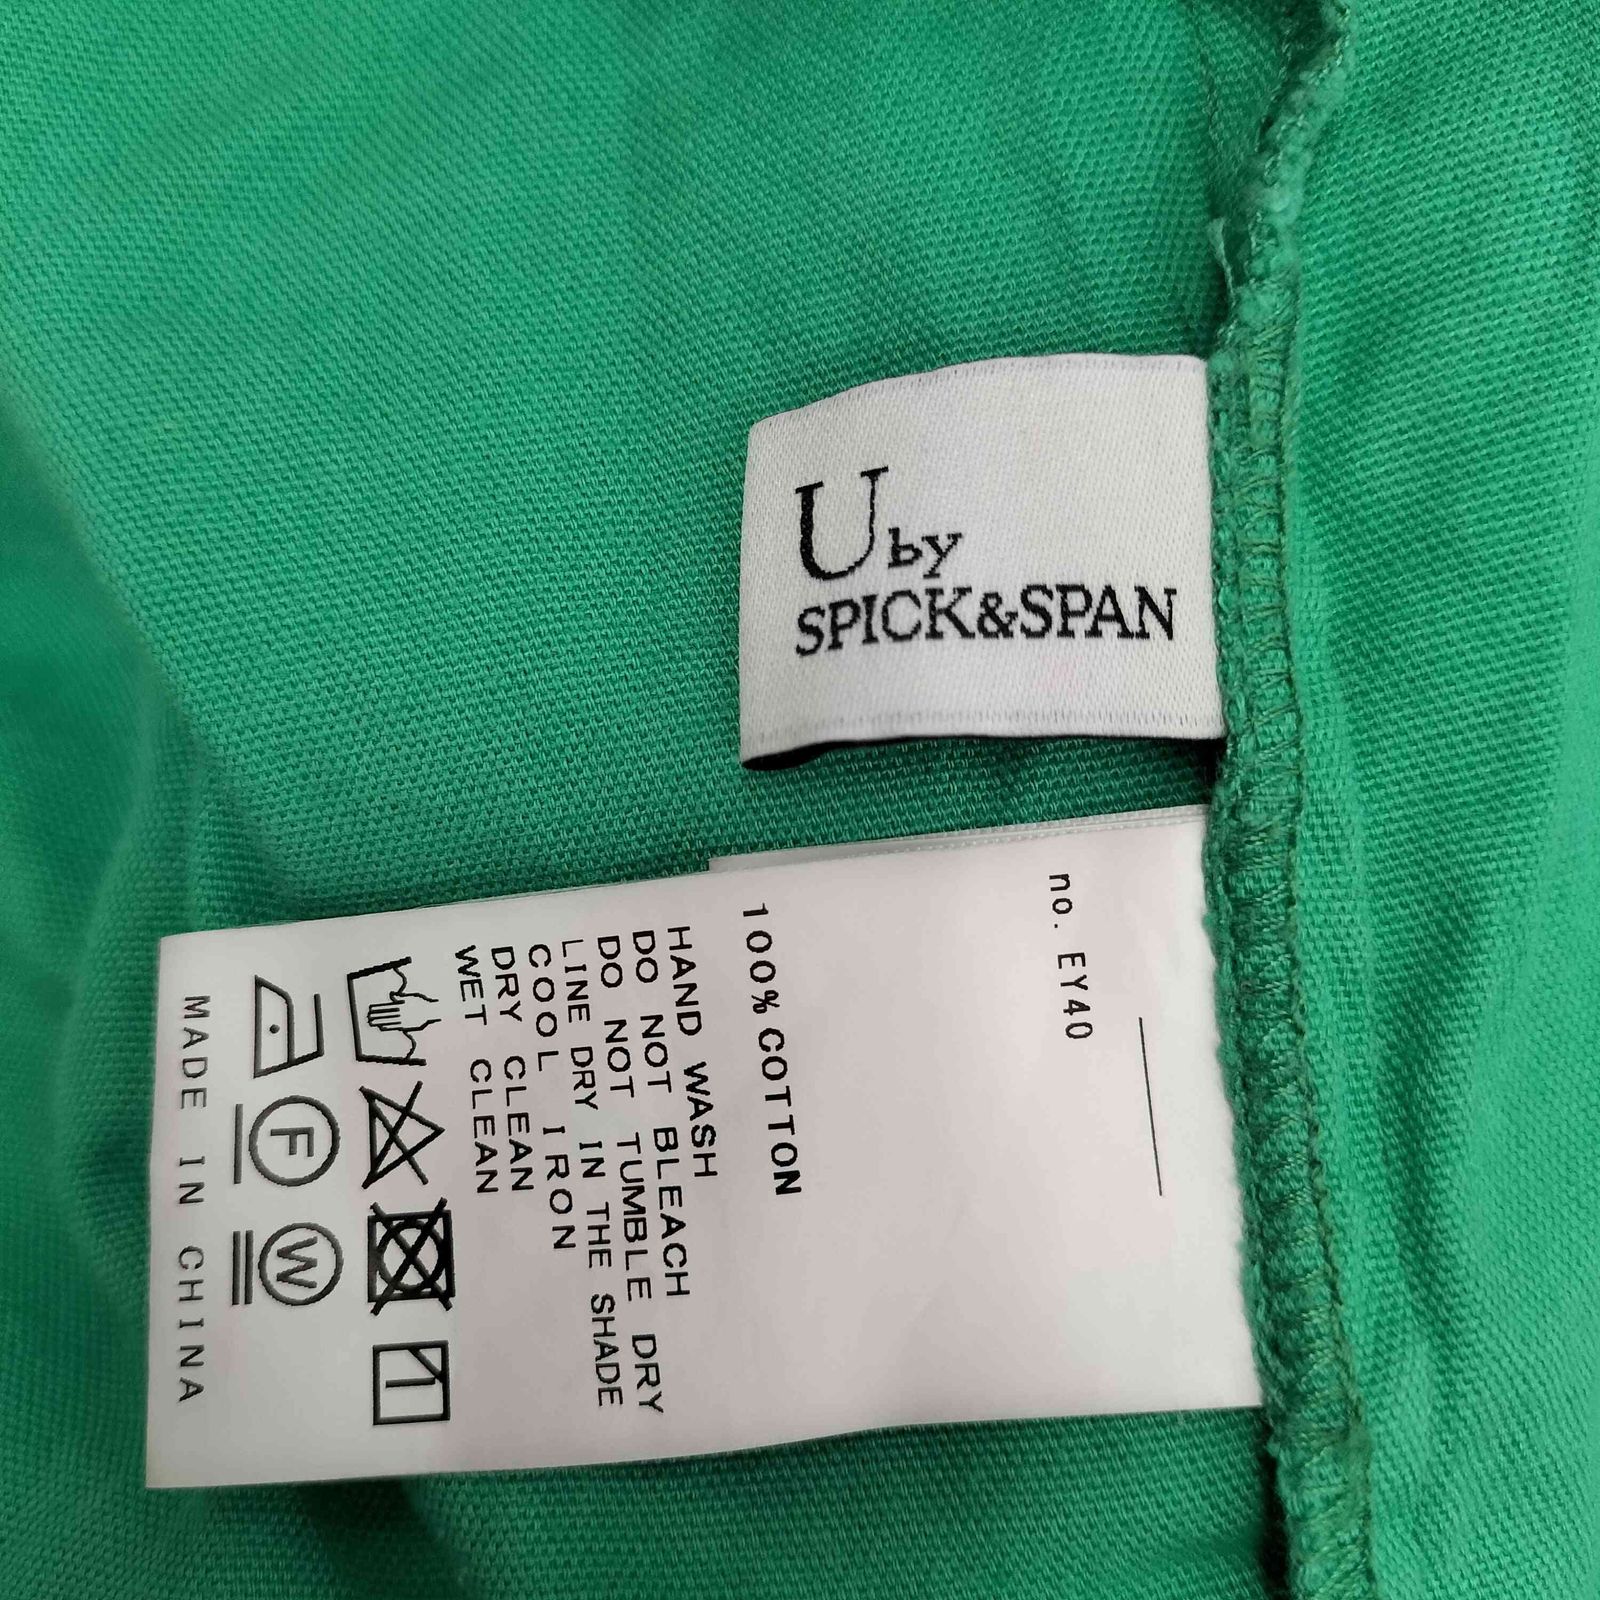 U by
SPICK&SPAN
no. EY40
100% COTTON
HAND WASH
DO NOT BLEACH
DO NOT TUMBLE DRY
LINE DRY IN THE SHADE
COOL IRON
DRY CLEAN
WET CLEAN
F W
MADE IN CHINA